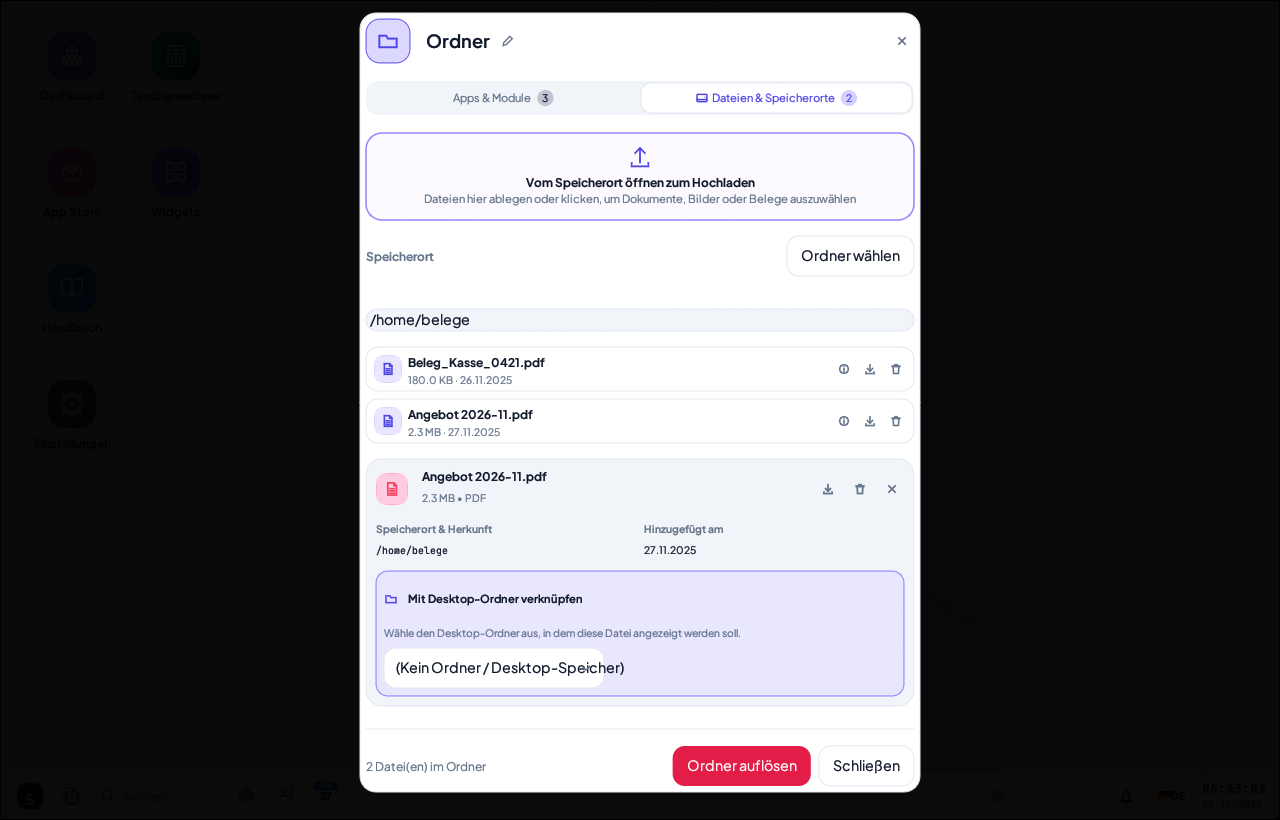 Ordner
Apps & Module 3
Dateien & Speicherorte 2
Vom Speicherort öffnen zum Hochladen
Dateien hier ablegen oder klicken, um Dokumente, Bilder oder Belege auszuwählen
Speicherort
Ordner wählen
/home/belege
Beleg_Kasse_0421.pdf
180.0 KB · 26.11.2025
Angebot 2026-11.pdf
2.3 MB · 27.11.2025
Angebot 2026-11.pdf
2.3 MB • PDF
Speicherort & Herkunft
Hinzugefügt am
/home/belege
27.11.2025
Mit Desktop-Ordner verknüpfen
Wähle den Desktop-Ordner aus, in dem diese Datei angezeigt werden soll.
(Kein Ordner / Desktop-Speicher)
2 Datei(en) im Ordner
Ordner auflösen
Schließen
Dashboard
Taschenrechner
App Store
Widgets
Handbuch
Einstellungen
S
Suchen
27
DE
06:33:03